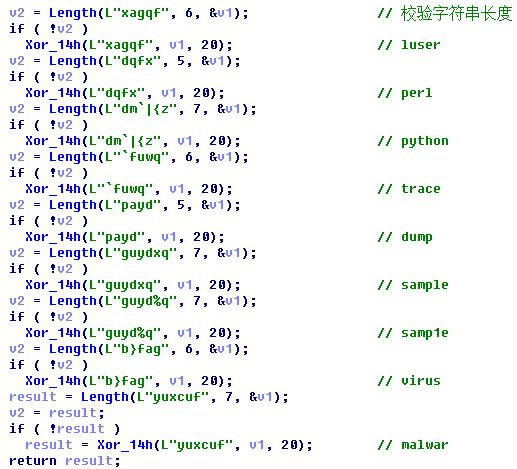 v2 = Length(L"xagqf", 6, &v1); // 校验字符串长度
if ( !v2 )
Xor_14h(L"xagqf", v1, 20); // luser
v2 = Length(L"dqfx", 5, &v1);
if ( !v2 )
Xor_14h(L"dqfx", v1, 20); // perl
v2 = Length(L"dm`|{z", 7, &v1);
if ( !v2 )
Xor_14h(L"dm`|{z", v1, 20); // python
v2 = Length(L"`fuwq", 6, &v1);
if ( !v2 )
Xor_14h(L"`fuwq", v1, 20); // trace
v2 = Length(L"payd", 5, &v1);
if ( !v2 )
Xor_14h(L"payd", v1, 20); // dump
v2 = Length(L"guydxq", 7, &v1);
if ( !v2 )
Xor_14h(L"guydxq", v1, 20); // sample
v2 = Length(L"guyd%q", 7, &v1);
if ( !v2 )
Xor_14h(L"guyd%q", v1, 20); // samp1e
v2 = Length(L"b}fag", 6, &v1);
if ( !v2 )
Xor_14h(L"b}fag", v1, 20); // virus
result = Length(L"yuxcuf", 7, &v1);
v2 = result;
if ( !result )
result = Xor_14h(L"yuxcuf", v1, 20); // malwar
return result;